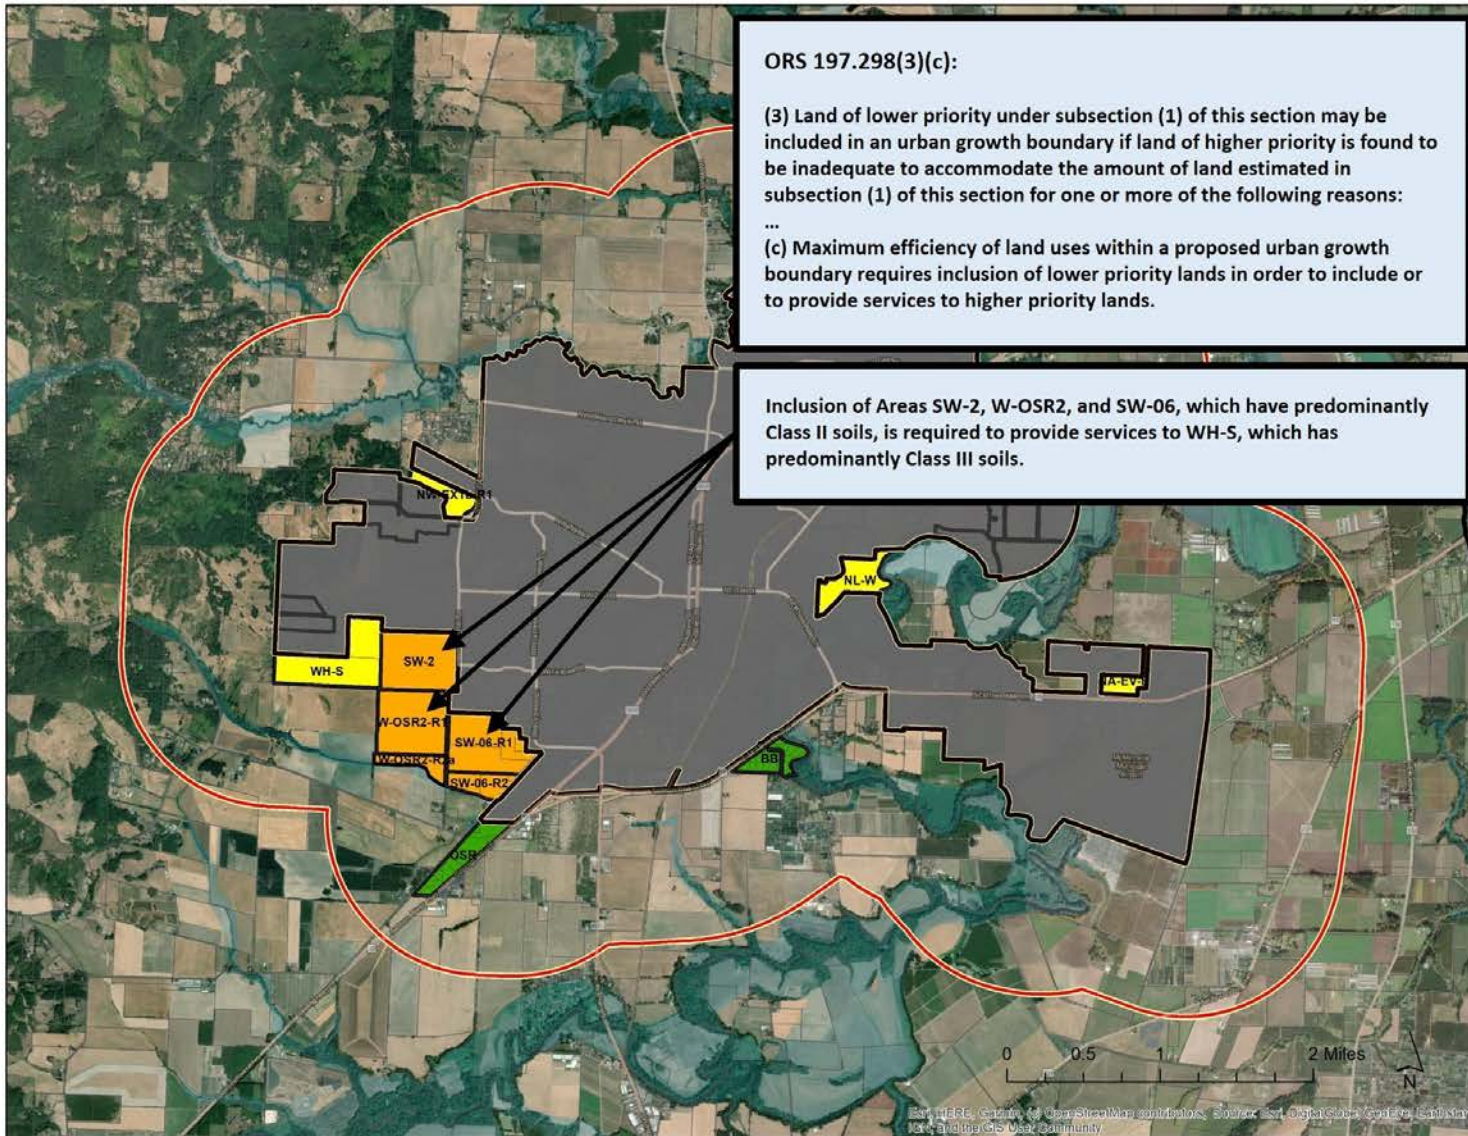 ORS 197.298(3)(c):
(3) Land of lower priority under subsection (1) of this section may be
included in an urban growth boundary if land of higher priority is found to
be inadequate to accommodate the amount of land estimated in
subsection (1) of this section for one or more of the following reasons:
...
(c) Maximum efficiency of land uses within a proposed urban growth
boundary requires inclusion of lower priority lands in order to include or
to provide services to higher priority lands.
Inclusion of Areas SW-2, W-OSR2, and SW-06, which have predominantly
Class II soils, is required to provide services to WH-S, which has
predominantly Class III soils.
NL-W
SW-2
WH-S
W-OSR2-R1
SW-06-R1
SW-06-R2
BB
OSR
0 0.5 1 2 Miles
N